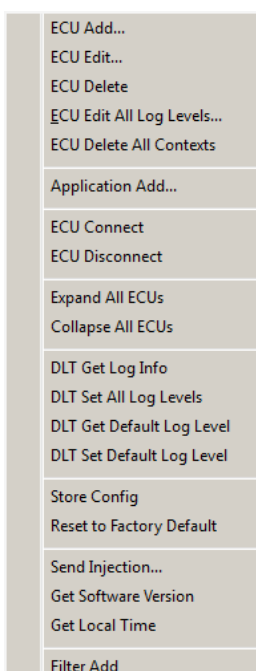 ECU Add...
ECU Edit...
ECU Delete
ECU Edit All Log Levels...
ECU Delete All Contexts
Application Add...
ECU Connect
ECU Disconnect
Expand All ECUs
Collapse All ECUs
DLT Get Log Info
DLT Set All Log Levels
DLT Get Default Log Level
DLT Set Default Log Level
Store Config
Reset to Factory Default
Send Injection...
Get Software Version
Get Local Time
Filter Add